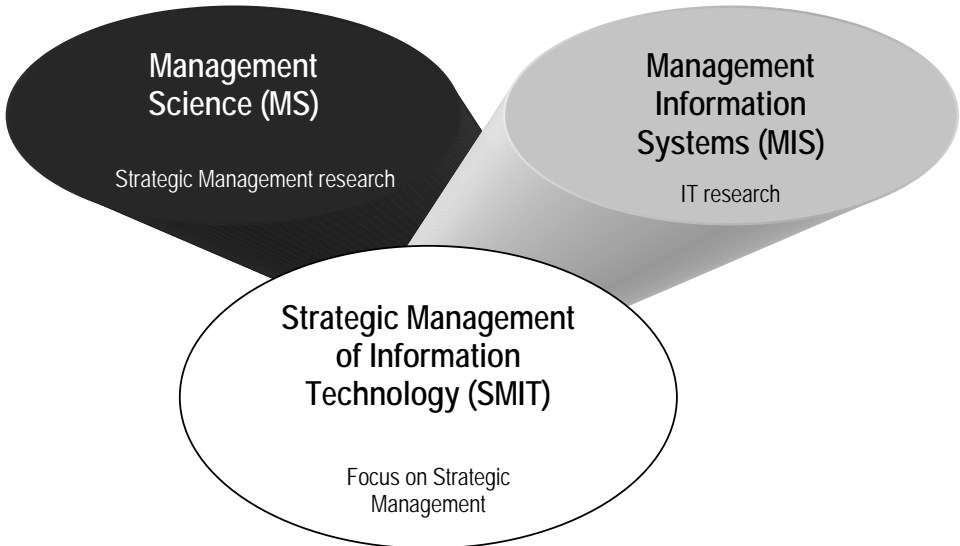 Management
Science (MS)
Strategic Management research
Management
Information
Systems (MIS)
IT research
Strategic Management
of Information
Technology (SMIT)
Focus on Strategic
Management